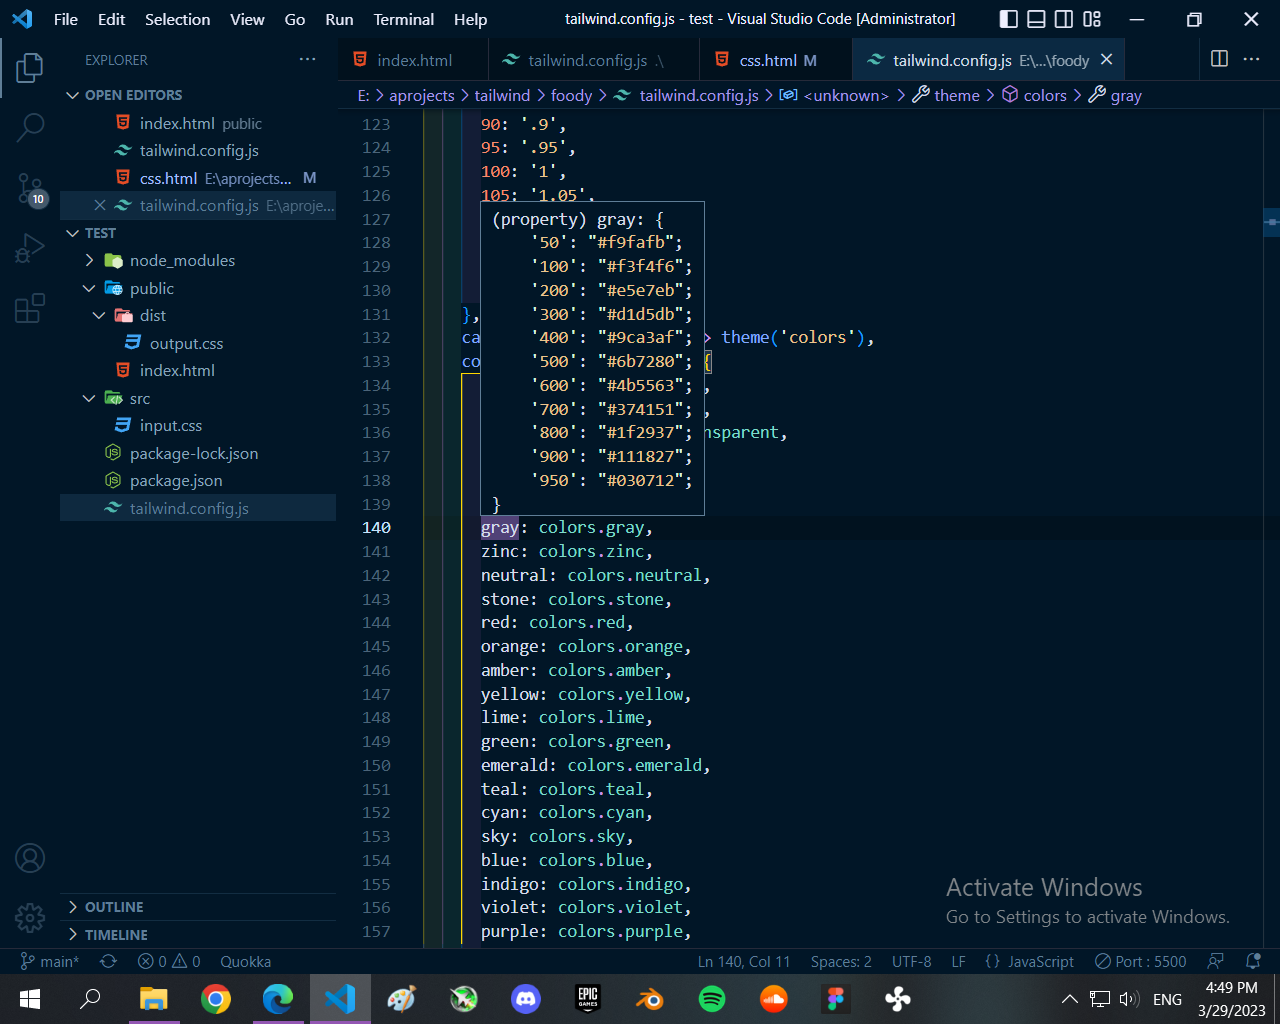 File Edit Selection View Go Run Terminal Help
tailwind.config.js - test - Visual Studio Code [Administrator]
EXPLORER
index.html
tailwind.config.js .\
css.html M
tailwind.config.js E:\...\foody
E: > aprojects > tailwind > foody > tailwind.config.js > <unknown> > theme > colors > gray
OPEN EDITORS
index.html public
tailwind.config.js
css.html E:\aprojects... M
tailwind.config.js E:\aproje...
10
TEST
node_modules
public
dist
output.css
index.html
src
input.css
package-lock.json
package.json
tailwind.config.js
OUTLINE
TIMELINE
123 90: '.9',
124 95: '.95',
125 100: '1',
126 105: '1.05',
127
128
129
130
131 },
132 ca > theme('colors'),
133 co {
134 ,
135 ,
136 nsparent,
137
138
139
(property) gray: {
'50': "#f9fafb";
'100': "#f3f4f6";
'200': "#e5e7eb";
'300': "#d1d5db";
'400': "#9ca3af";
'500': "#6b7280";
'600': "#4b5563";
'700': "#374151";
'800': "#1f2937";
'900': "#111827";
'950': "#030712";
}
140 gray: colors.gray,
141 zinc: colors.zinc,
142 neutral: colors.neutral,
143 stone: colors.stone,
144 red: colors.red,
145 orange: colors.orange,
146 amber: colors.amber,
147 yellow: colors.yellow,
148 lime: colors.lime,
149 green: colors.green,
150 emerald: colors.emerald,
151 teal: colors.teal,
152 cyan: colors.cyan,
153 sky: colors.sky,
154 blue: colors.blue,
155 indigo: colors.indigo,
156 violet: colors.violet,
157 purple: colors.purple,
Activate Windows
Go to Settings to activate Windows.
main* 0 0 Quokka
Ln 140, Col 11 Spaces: 2 UTF-8 LF {} JavaScript Port : 5500
EPIC GAMES
ENG
4:49 PM
3/29/2023